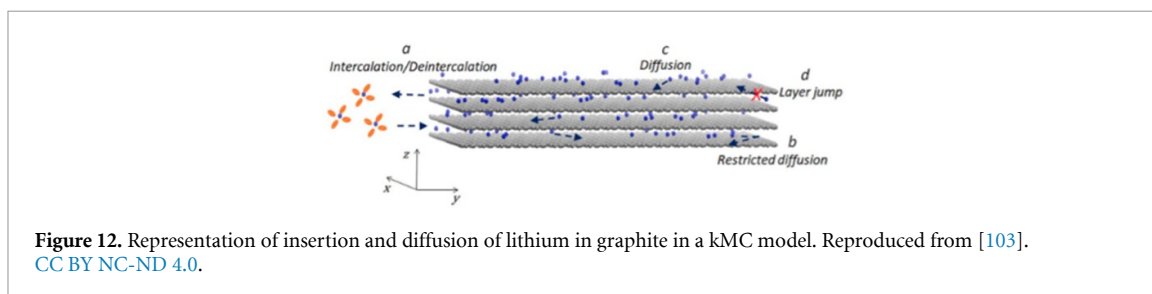 a
Intercalation/Deintercalation
c
Diffusion
d
Layer jump
b
Restricted diffusion
z
x
y
Figure 12. Representation of insertion and diffusion of lithium in graphite in a kMC model. Reproduced from [103].
CC BY NC-ND 4.0.